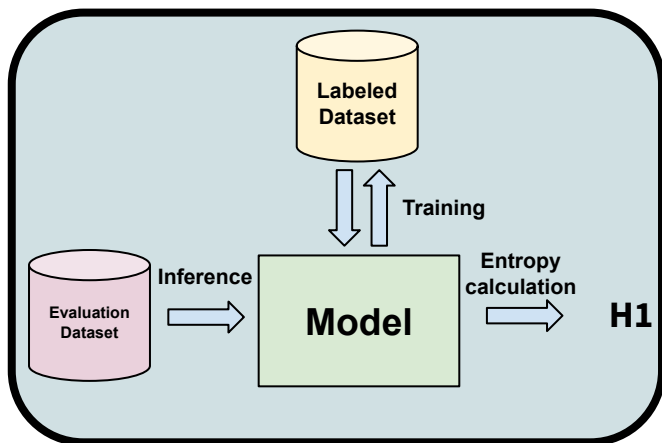 Labeled
Dataset
Training
Inference
Evaluation
Dataset
Model
Entropy
calculation
H1